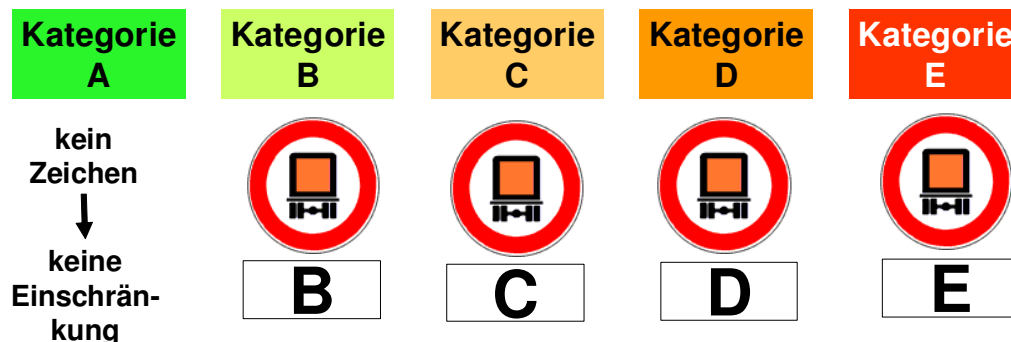 Kategorie
A
Kategorie
B
Kategorie
C
Kategorie
D
Kategorie
E
kein
Zeichen
keine
Einschrän-
kung
B
C
D
E